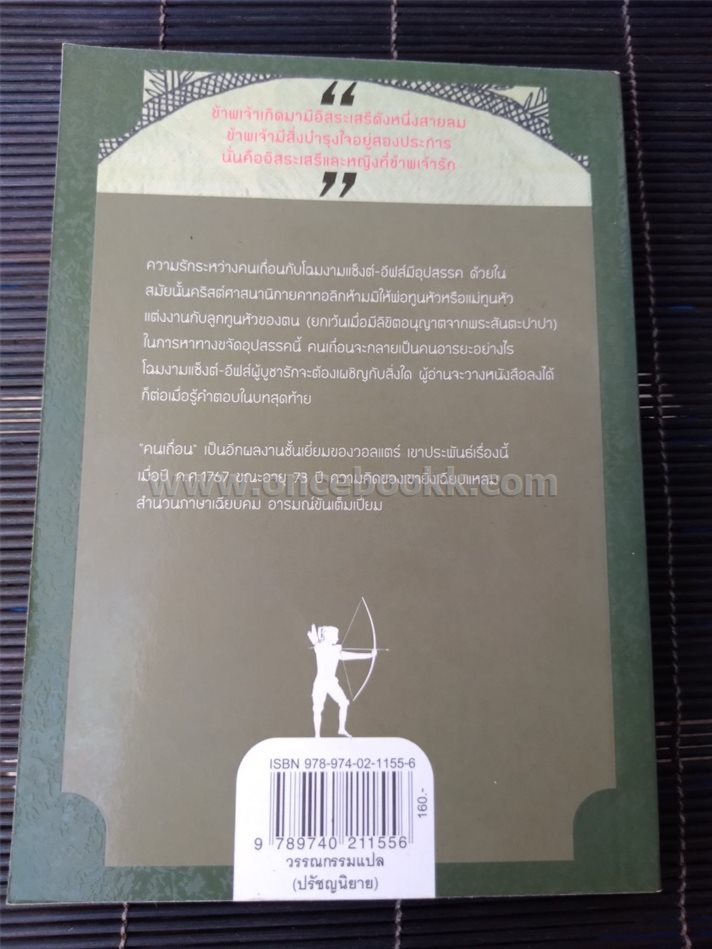 “
ข้าพเจ้าเกิดมามีอิสระเสรีดังหนึ่งสายลม
ข้าพเจ้ามีสิ่งบำรุงใจอยู่สองประการ
นั่นคืออิสระเสรีและหญิงที่ข้าพเจ้ารัก
”
ความรักระหว่างคนเถื่อนกับโฉมงามแซ็งต์-อีฟส์มีอุปสรรค ด้วยใน
สมัยนั้นคริสต์ศาสนานิกายคาทอลิกห้ามมิให้พ่อทูนหัวหรือแม่ทูนหัว
แต่งงานกับลูกทูนหัวของตน (ยกเว้นเมื่อมีลิขิตอนุญาตจากพระสันตะปาปา)
ในการหาทางขจัดอุปสรรคนี้ คนเถื่อนจะกลายเป็นคนอารยะอย่างไร
โฉมงามแซ็งต์-อีฟส์ผู้บูชารักจะต้องเผชิญกับสิ่งใด ผู้อ่านจะวางหนังสือลงได้
ก็ต่อเมื่อรู้คำตอบในบทสุดท้าย
"คนเถื่อน" เป็นอีกผลงานชั้นเยี่ยมของวอลแตร์ เขาประพันธ์เรื่องนี้
เมื่อปี ค.ศ.1767 ขณะอายุ 73 ปี ความคิดของเขายังเฉียบแหลม
สำนวนภาษาเฉียบคม อารมณ์ขันเต็มเปี่ยม
www.oncebookk.com
ISBN 978-974-02-1155-6
160.-
9 789740 211556
วรรณกรรมแปล
(ปรัชญนิยาย)